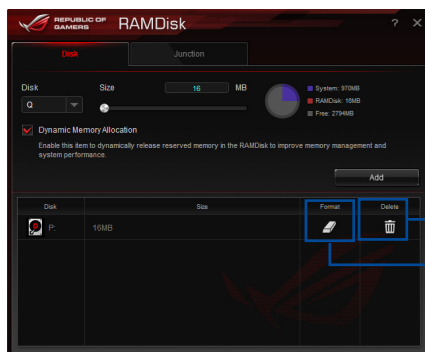 REPUBLIC OF
GAMERS
RAMDisk
?
Disk
Junction
Disk
Size
16
MB
Q
System: 970MB
RAMDisk: 16MB
Free: 2794MB
Dynamic Memory Allocation
Enable this item to dynamically release reserved memory in the RAMDisk to improve memory management and
system performance.
Add
Disk
Size
Format
Delete
P:
16MB